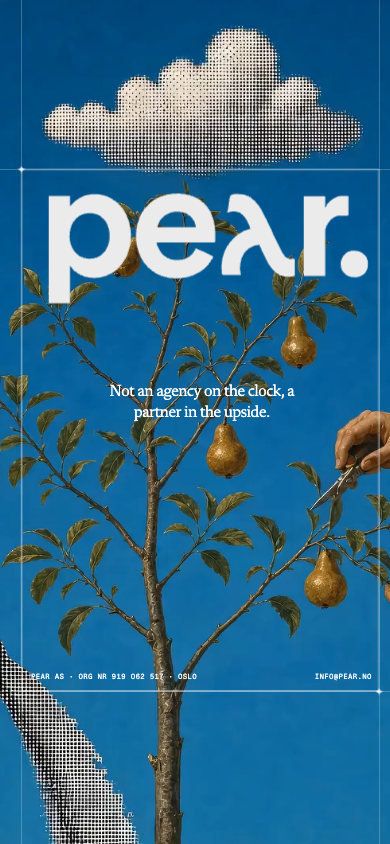 pear.
Not an agency on the clock, a
partner in the upside.
PEAR AS · ORG NR 919 062 517 · OSLO
INFO@PEAR.NO